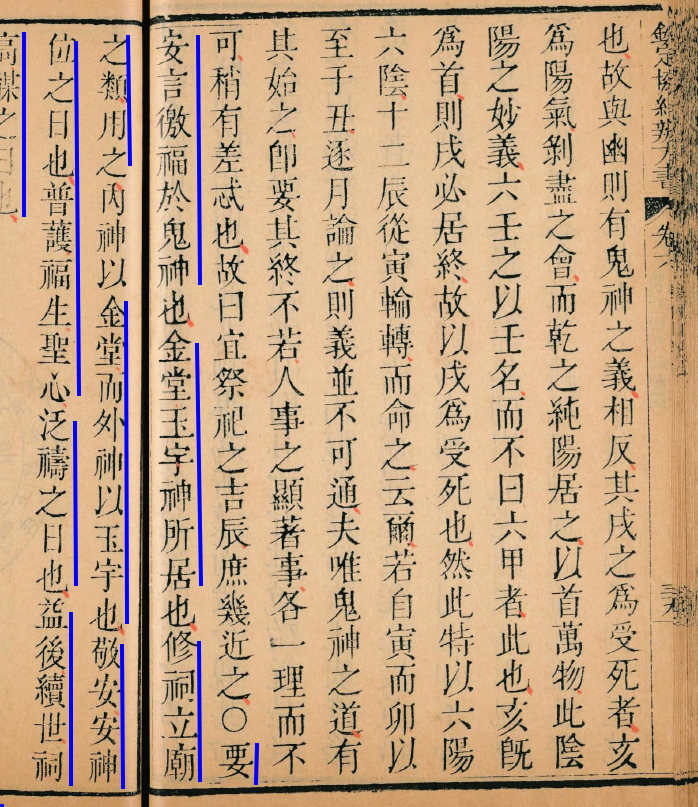 欽定協紀辨方書 卷六
也故與幽則有鬼神之義相反其戌之為受死者亥
為陽氣剝盡之會而乾之純陽居之以首萬物此陰
陽之妙義六壬之以壬名而不曰六甲者此也亥既
為首則戌必居終故以戌為受死也然此特以六陽
六陰十二辰從寅輪轉而命之云爾若自寅而卯以
至于丑逐月論之則義並不可通夫唯鬼神之道有
其始之卽要其終不若人事之顯著事各一理而不
可稍有差忒也故曰宜祭祀之吉辰庶幾近之〇要
安言徼福於鬼神也金堂玉宇神所居也修祠立廟
之類用之內神以金堂而外神以玉宇也敬安安神
位之日也普護福生聖心泛禱之日也益後續世祠
高禖之日也